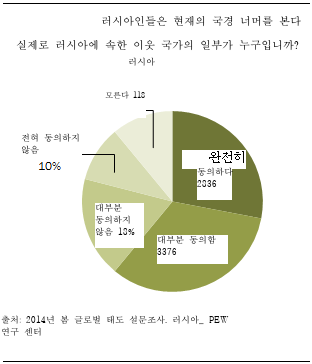 러시아인들은 현재의 국경 너머를 본다
실제로 러시아에 속한 이웃 국가의 일부가 누구입니까?
러시아
모른다 118
전혀 동의하지
않음
10%
완전히
동의하다
2836
대부분
동의하지
않음 18%
대부분 동의함
3376
출처: 2014년 봄 글로벌 태도 설문조사. 러시아_ PEW
연구 센터